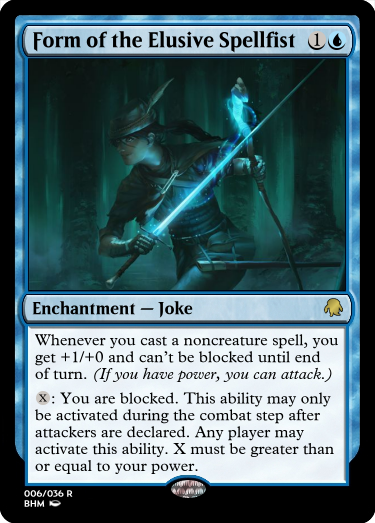 Form of the Elusive Spellfist 1
Enchantment — Joke
Whenever you cast a noncreature spell, you
get +1/+0 and can't be blocked until end
of turn. (If you have power, you can attack.)
X: You are blocked. This ability may only
be activated during the combat step after
attackers are declared. Any player may
activate this ability. X must be greater than
or equal to your power.
006/036 R
BHM